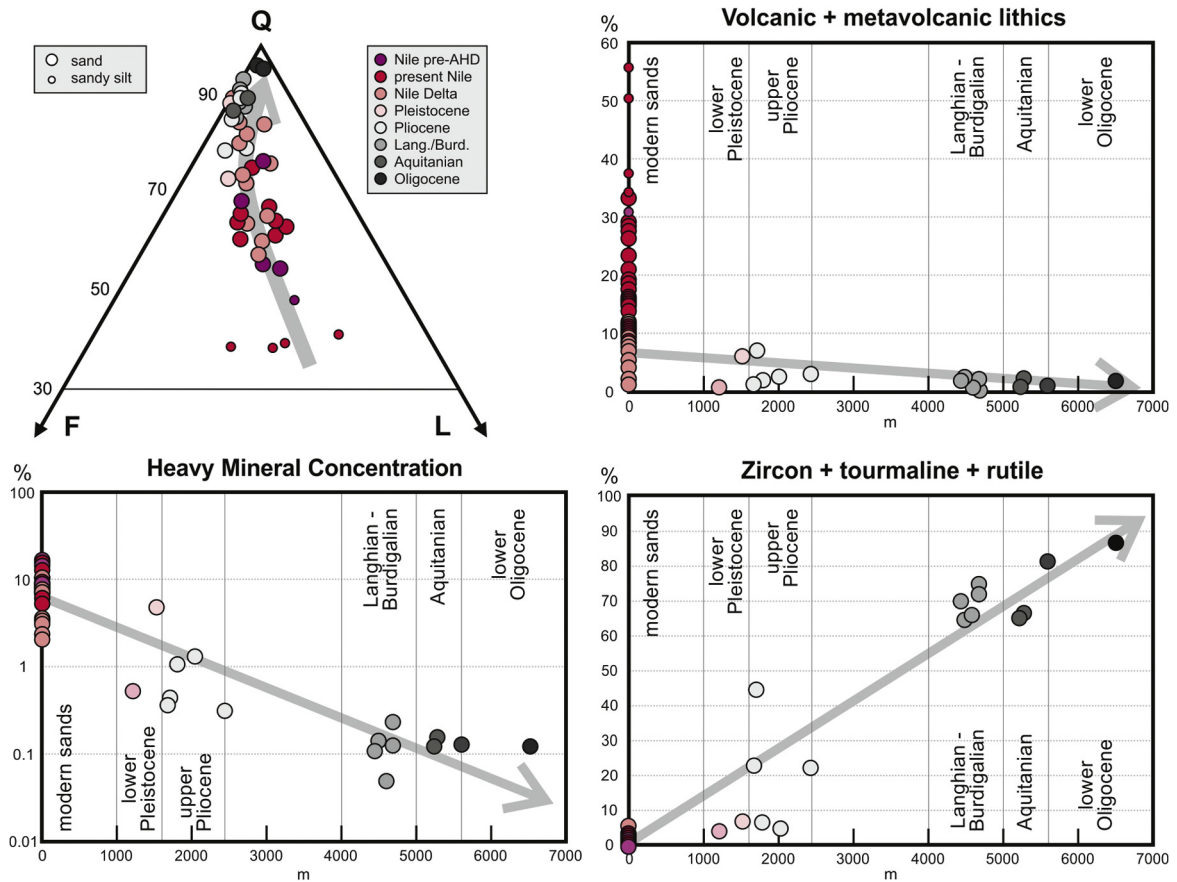 Q
sand
sandy silt
Nile pre-AHD
present Nile
Nile Delta
Pleistocene
Pliocene
Lang./Burd.
Aquitanian
Oligocene
90
70
50
30
F
L
Volcanic + metavolcanic lithics
%
60
50
40
30
20
10
0
modern sands
lower
Pleistocene
upper
Pliocene
Langhian -
Burdigalian
Aquitanian
lower
Oligocene
0 1000 2000 3000 4000 5000 6000 7000
m
Heavy Mineral Concentration
%
100
10
1
0.1
0.01
modern sands
lower
Pleistocene
upper
Pliocene
Langhian -
Burdigalian
Aquitanian
lower
Oligocene
0 1000 2000 3000 4000 5000 6000 7000
m
Zircon + tourmaline + rutile
%
100
90
80
70
60
50
40
30
20
10
0
modern sands
lower
Pleistocene
upper
Pliocene
Langhian -
Burdigalian
Aquitanian
lower
Oligocene
0 1000 2000 3000 4000 5000 6000 7000
m